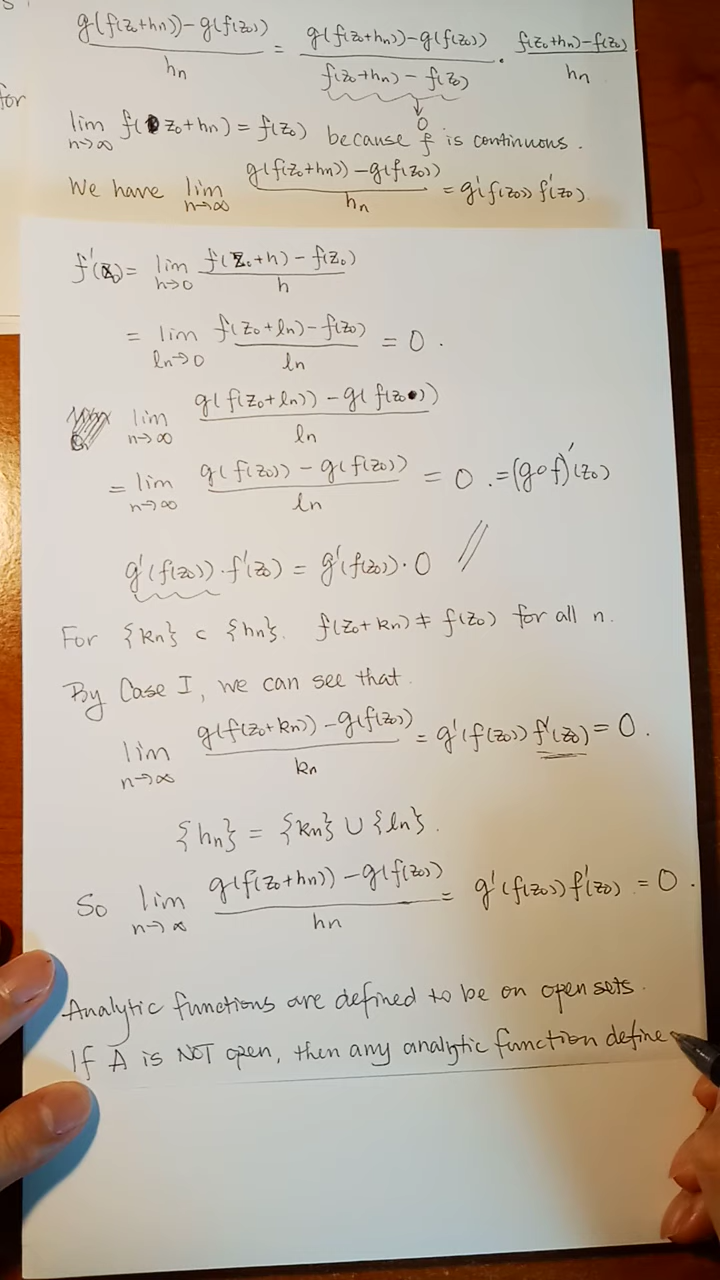 g(f(z₀+hₙ))-g(f(z₀)) / hₙ = g(f(z₀+hₙ))-g(f(z₀)) / f(z₀+hₙ) - f(z₀) · f(z₀+hₙ)-f(z₀) / hₙ
↓ 0
for
lim n→∞ f(z₀+hₙ) = f(z₀) because f is continuous.
We have lim n→∞ g(f(z₀+hₙ))-g(f(z₀)) / hₙ = g'(f(z₀)) f'(z₀)
f'(z₀) = lim h→0 f(z₀+h) - f(z₀) / h
= lim lₙ→0 f(z₀+lₙ)-f(z₀) / lₙ = 0.
lim n→∞ g(f(z₀+lₙ)) - g(f(z₀)) / lₙ
= lim n→∞ g(f(z₀)) - g(f(z₀)) / lₙ = 0. = (g∘f)'(z₀)
g'(f(z₀))·f'(z₀) = g'(f(z₀))·0 //
For {kₙ} ⊂ {hₙ}. f(z₀+kₙ) ≠ f(z₀) for all n.
By Case I, we can see that.
lim n→∞ g(f(z₀+kₙ))-g(f(z₀)) / kₙ = g'(f(z₀)) f'(z₀) = 0.
{hₙ} = {kₙ} ∪ {lₙ}.
So lim n→∞ g(f(z₀+hₙ))-g(f(z₀)) / hₙ = g'(f(z₀)) f'(z₀) = 0.
Analytic functions are defined to be on open sets.
If A is NOT open, then any analytic function define